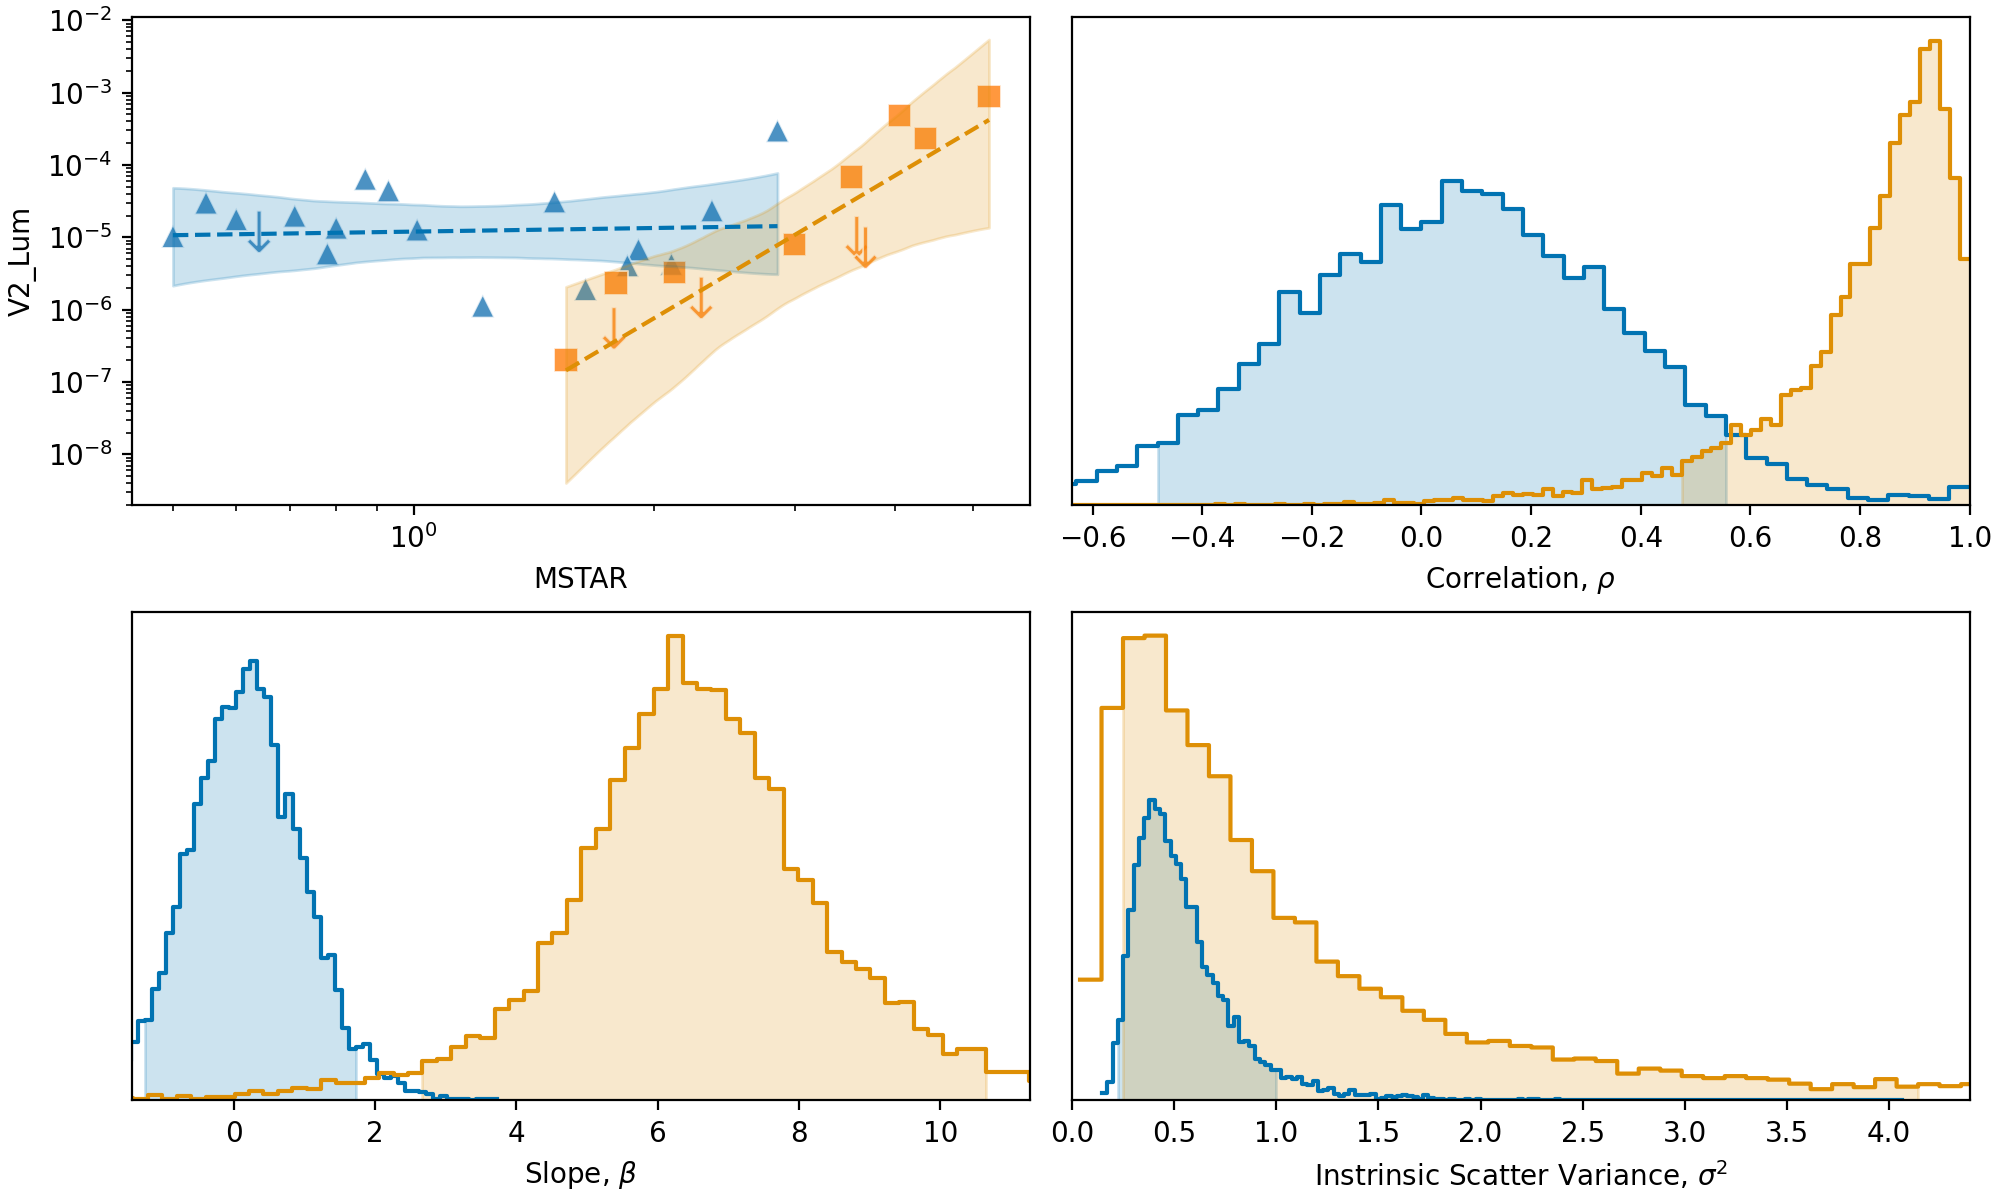 10⁻²
10⁻³
10⁻⁴
10⁻⁵
10⁻⁶
10⁻⁷
10⁻⁸
V2_Lum
10⁰
MSTAR
−0.6 −0.4 −0.2 0.0 0.2 0.4 0.6 0.8 1.0
Correlation, ρ
0 2 4 6 8 10
Slope, β
0.0 0.5 1.0 1.5 2.0 2.5 3.0 3.5 4.0
Instrinsic Scatter Variance, σ²